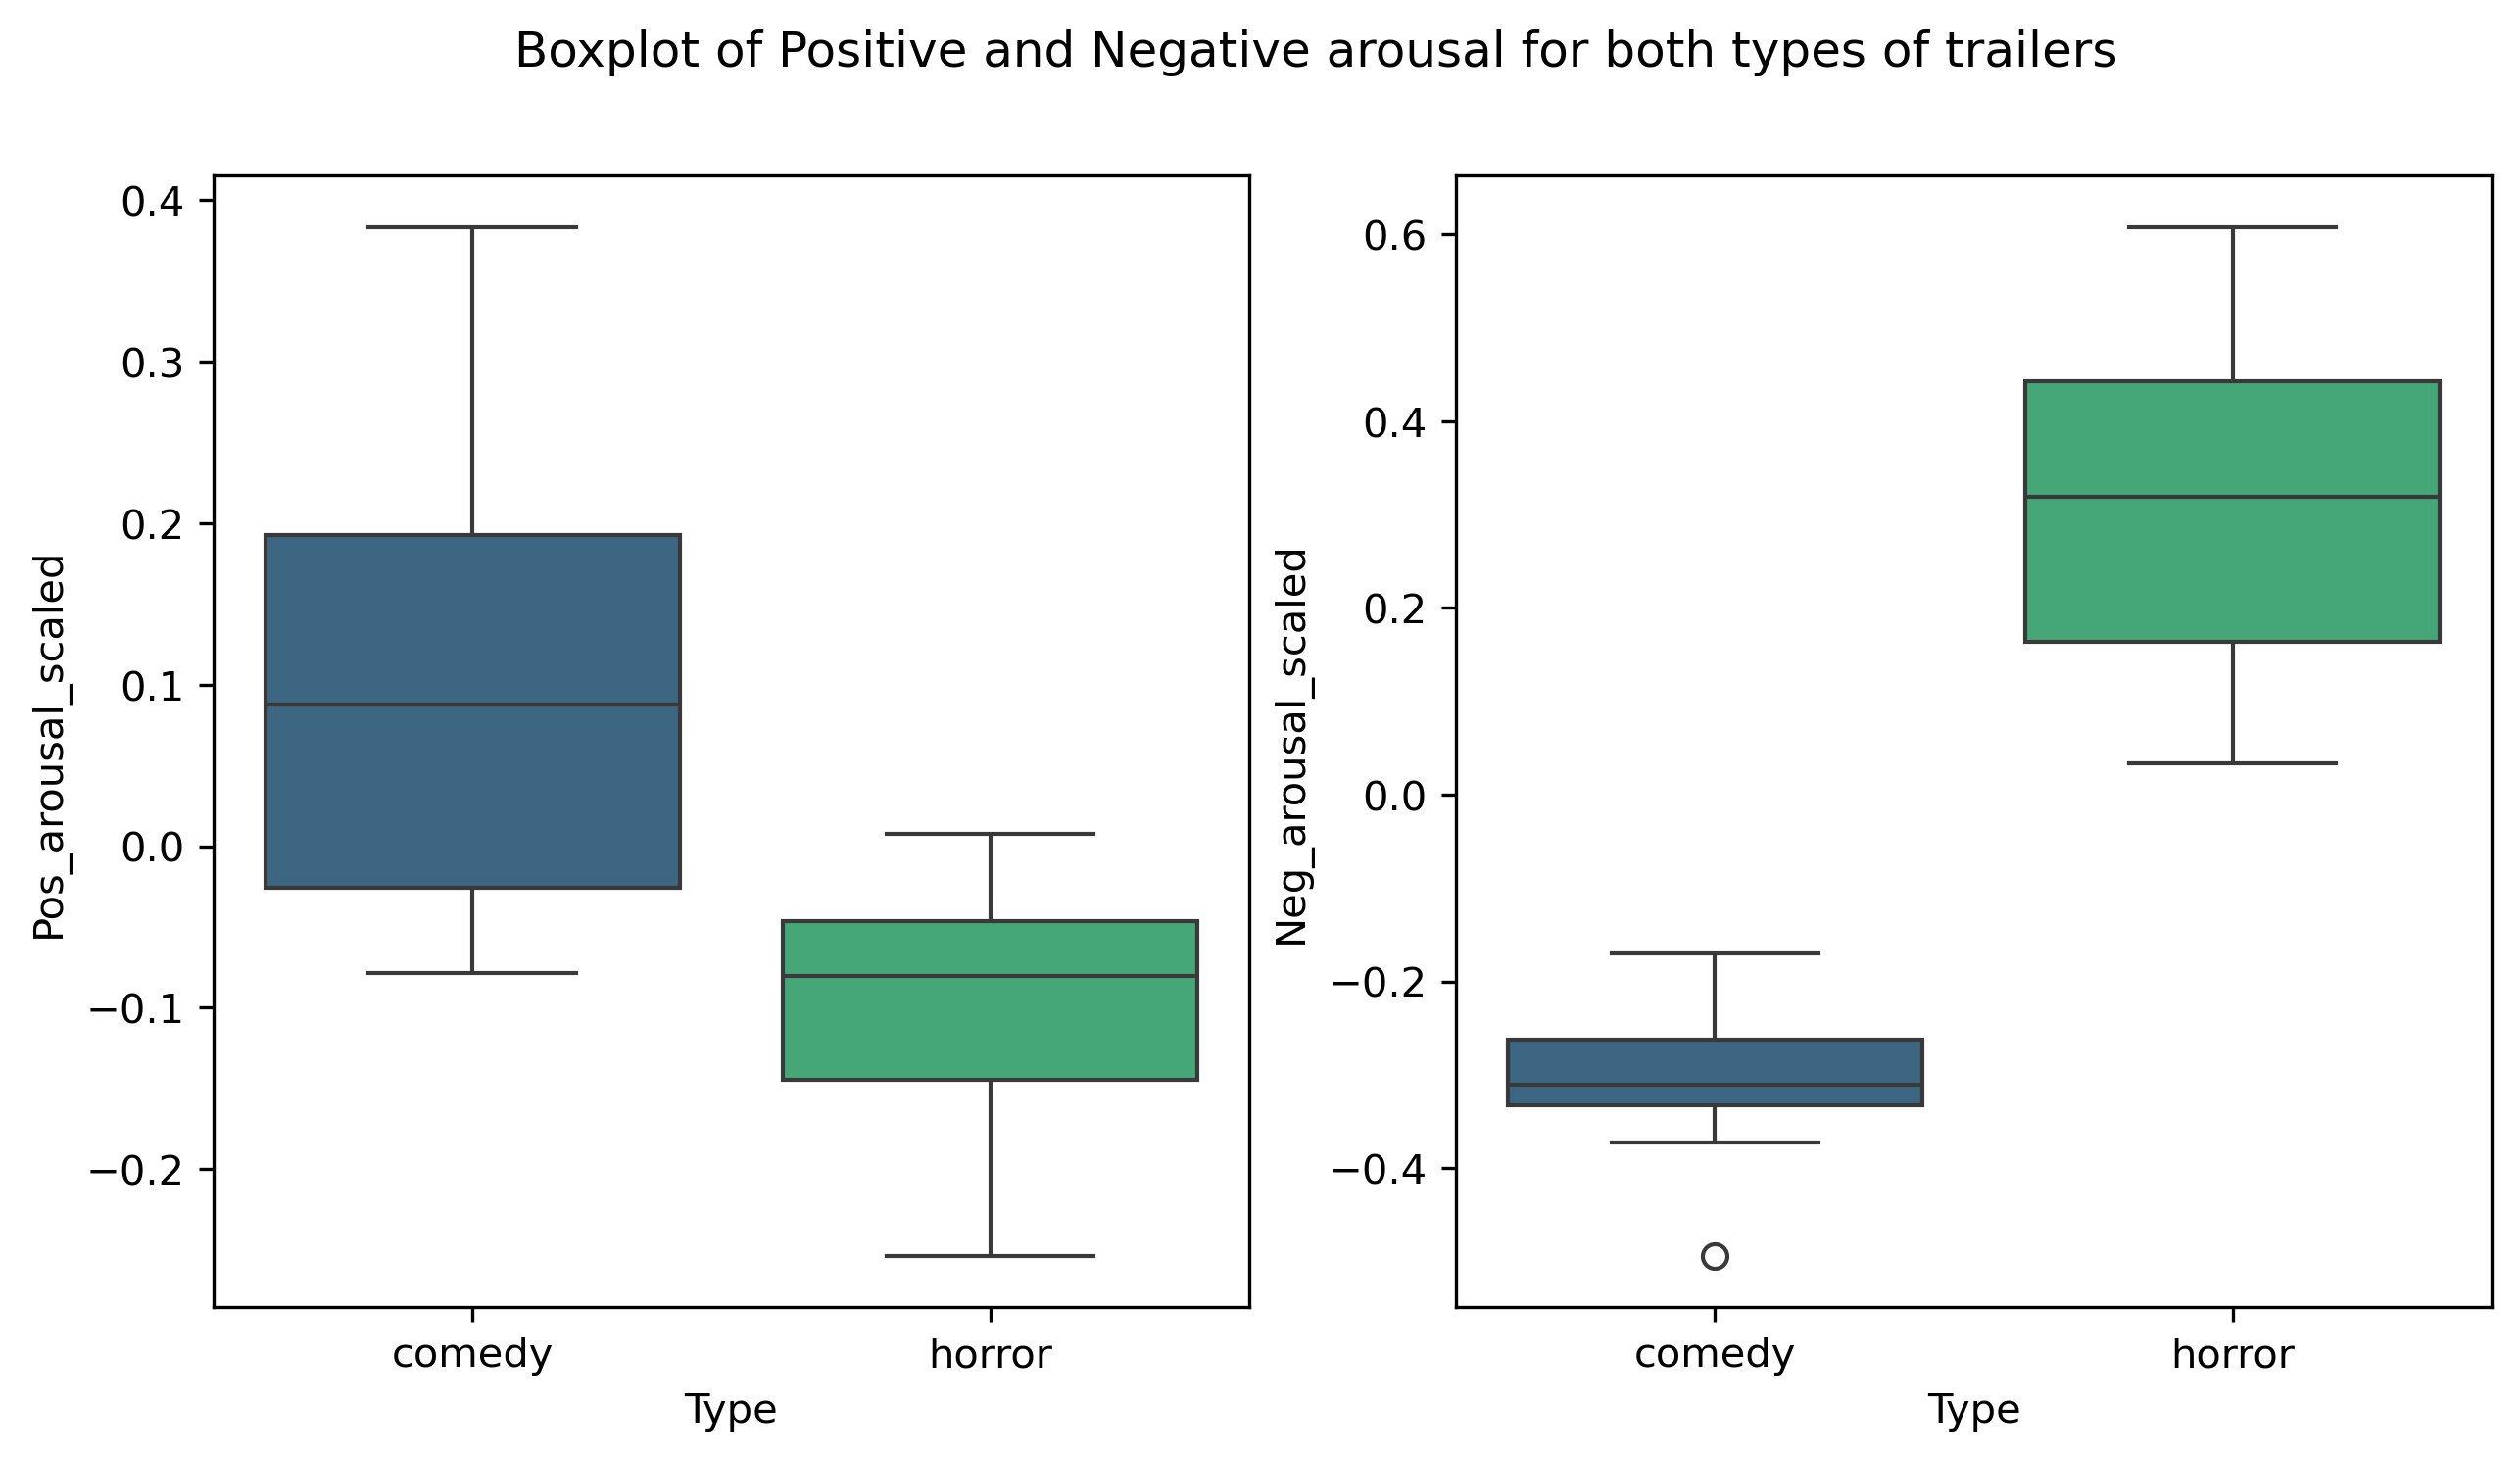 Boxplot of Positive and Negative arousal for both types of trailers
Pos_arousal_scaled
0.4
0.3
0.2
0.1
0.0
−0.1
−0.2
comedy horror
Type
Neg_arousal_scaled
0.6
0.4
0.2
0.0
−0.2
−0.4
comedy horror
Type